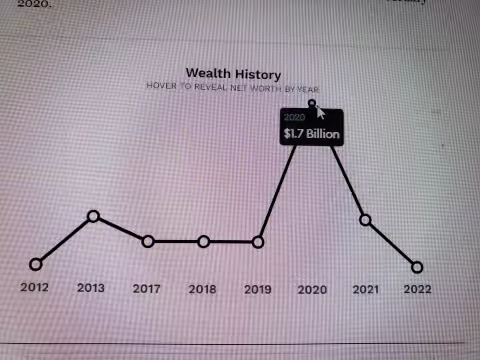 2020.
Wealth History
HOVER TO REVEAL NET WORTH BY YEAR
2020
$1.7 Billion
2012 2013 2017 2018 2019 2020 2021 2022